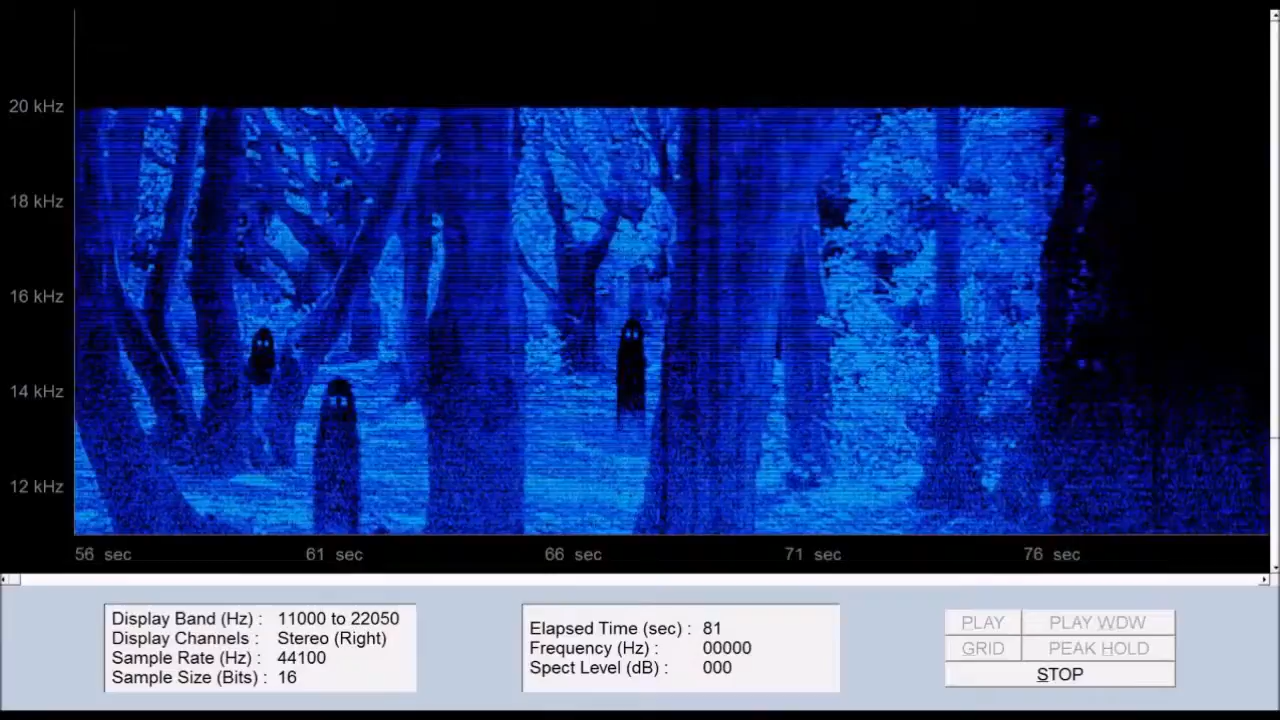 20 kHz
18 kHz
16 kHz
14 kHz
12 kHz
56 sec
61 sec
66 sec
71 sec
76 sec
Display Band (Hz) : 11000 to 22050
Display Channels : Stereo (Right)
Sample Rate (Hz) : 44100
Sample Size (Bits) : 16
Elapsed Time (sec) : 81
Frequency (Hz) : 00000
Spect Level (dB) : 000
PLAY
PLAY WDW
GRID
PEAK HOLD
STOP